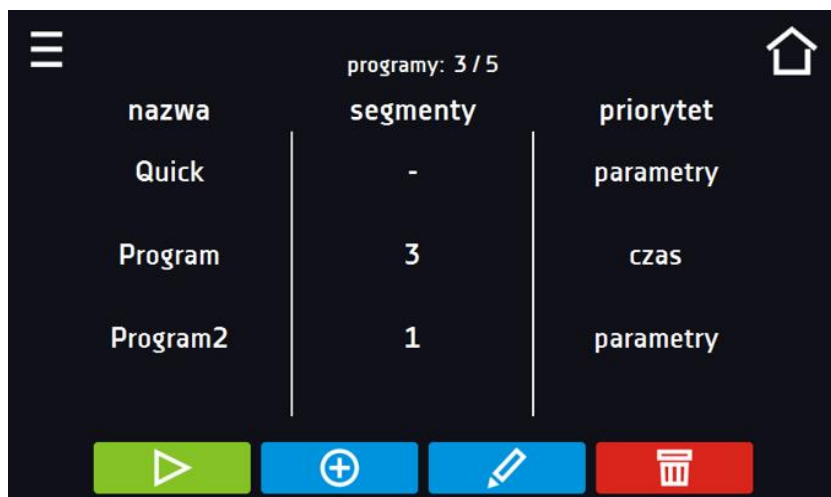 programy: 3 / 5
nazwa segmenty priorytet
Quick - parametry
Program 3 czas
Program2 1 parametry